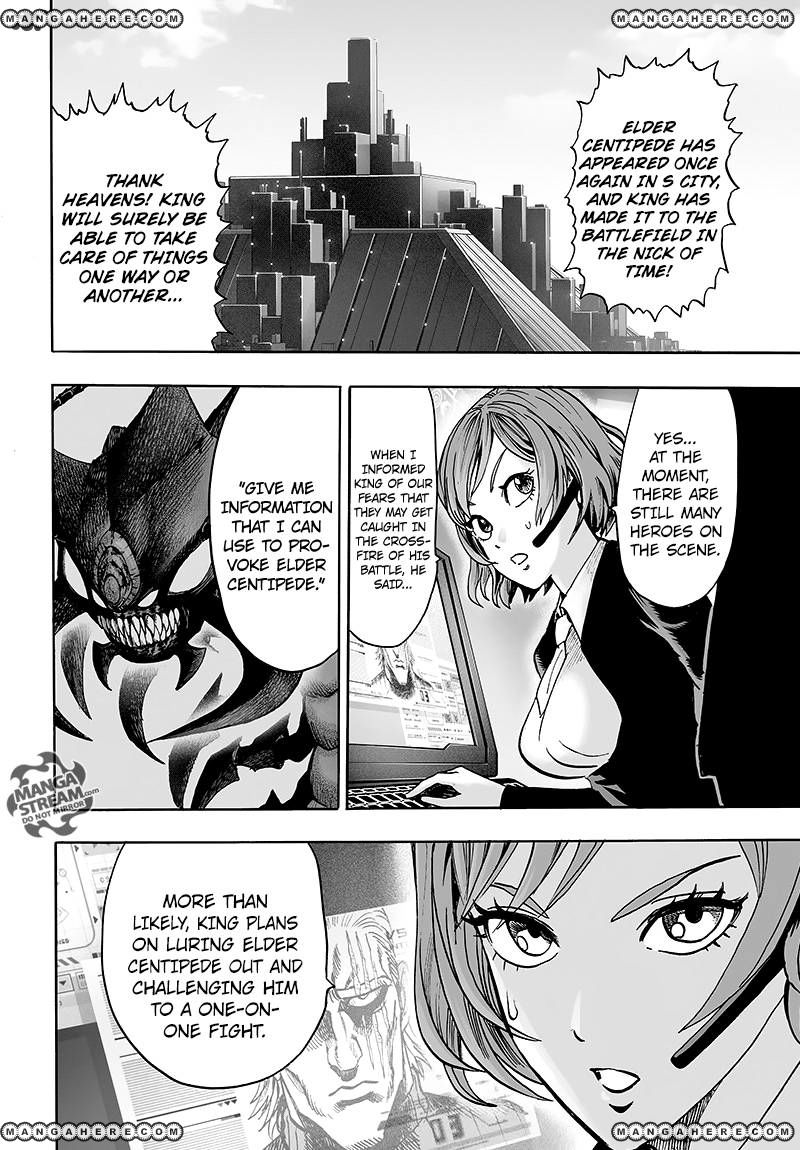 MANGAHERE.COM
MANGAHERE.COM
ELDER
CENTIPEDE HAS
APPEARED ONCE
AGAIN IN S CITY,
AND KING HAS
MADE IT TO THE
BATTLEFIELD IN
THE NICK OF
TIME!
THANK
HEAVENS! KING
WILL SURELY BE
ABLE TO TAKE
CARE OF THINGS
ONE WAY OR
ANOTHER...
YES...
AT THE
MOMENT,
THERE ARE
STILL MANY
HEROES ON
THE SCENE.
WHEN I
INFORMED
KING OF OUR
FEARS THAT
THEY MAY GET
CAUGHT IN
THE CROSS-
FIRE OF HIS
BATTLE, HE
SAID...
"GIVE ME
INFORMATION
THAT I CAN
USE TO PRO-
VOKE ELDER
CENTIPEDE."
MANGA
STREAM.com
DO NOT MIRROR
MORE THAN
LIKELY, KING PLANS
ON LURING ELDER
CENTIPEDE OUT AND
CHALLENGING HIM
TO A ONE-ON-
ONE FIGHT.
03
MANGAHERE.COM
MANGAHERE.COM